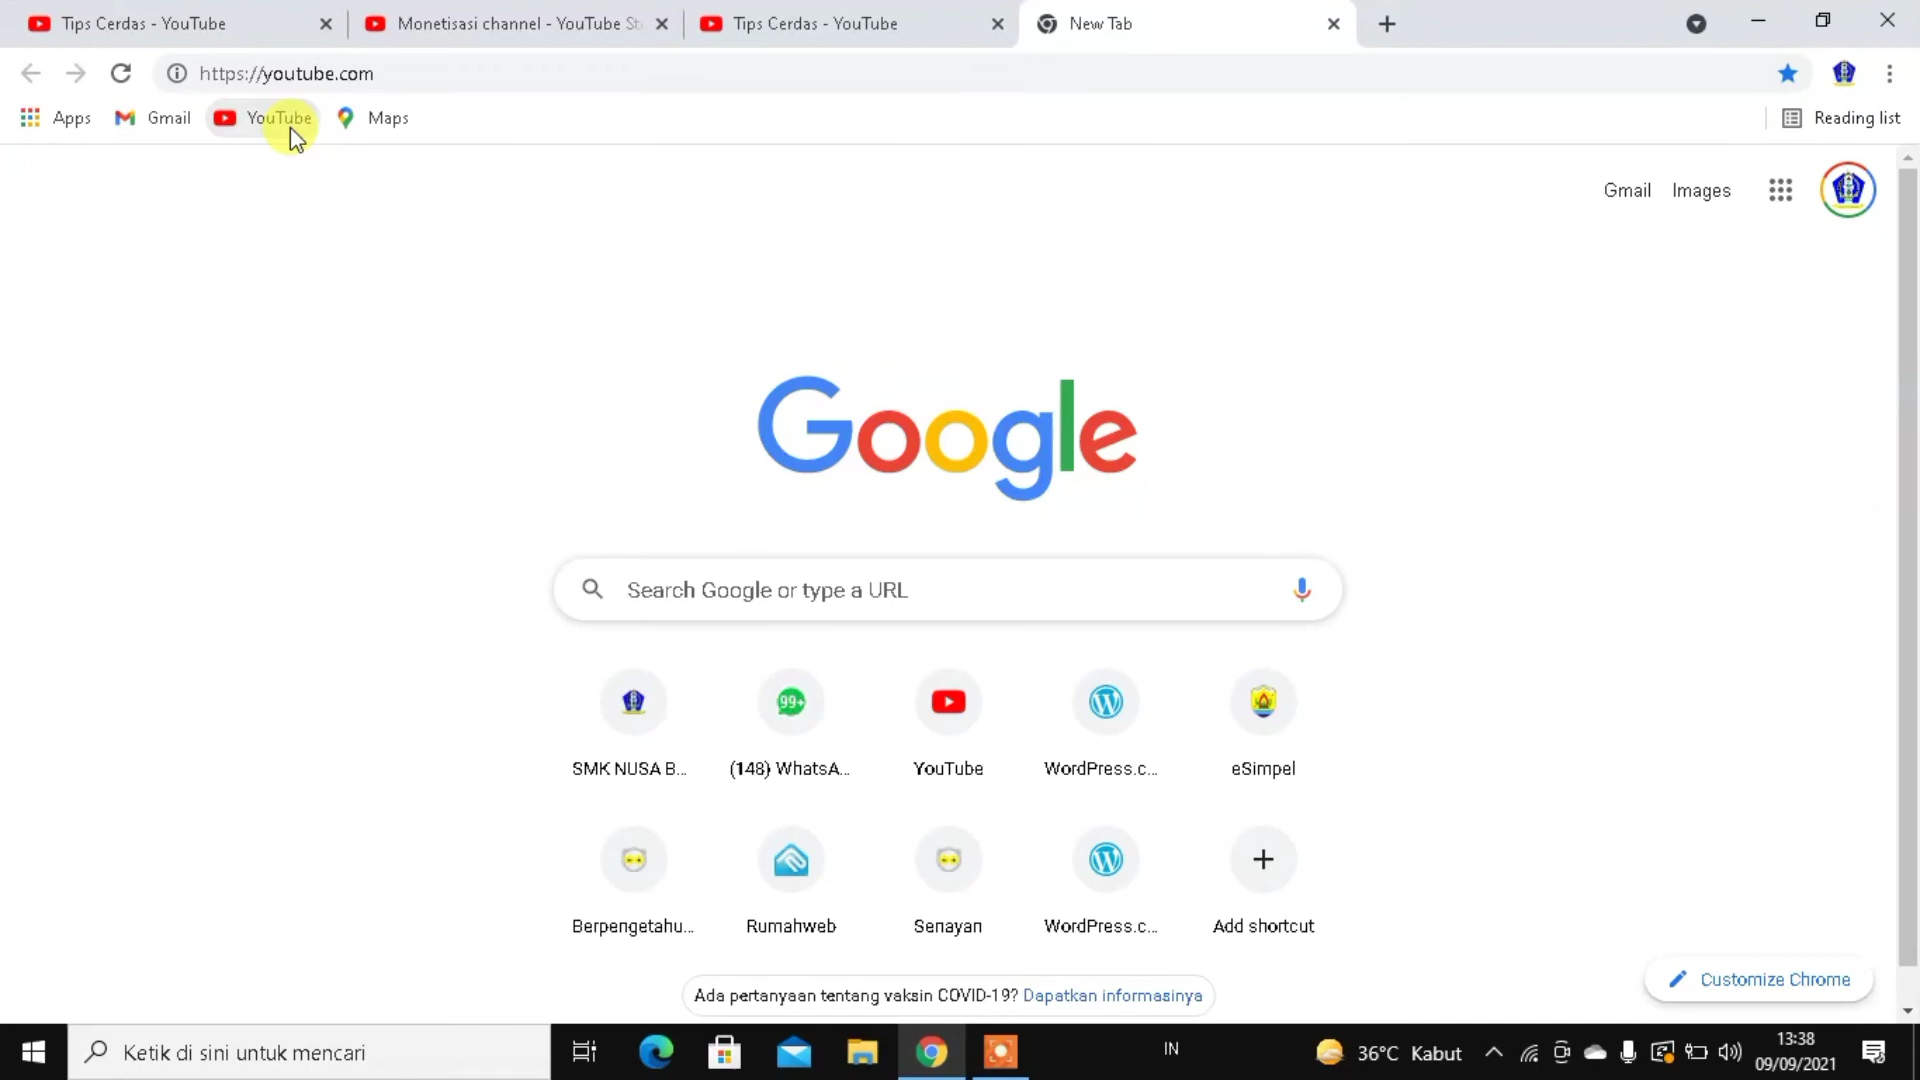 Tips Cerdas - YouTube
Monetisasi channel - YouTube St
Tips Cerdas - YouTube
New Tab
https://youtube.com
Apps
Gmail
YouTube
Maps
Reading list
Gmail
Images
Google
Search Google or type a URL
SMK NUSA B...
99+
(148) WhatsA...
YouTube
WordPress.c...
eSimpel
Berpengetahu...
Rumahweb
Senayan
WordPress.c...
Add shortcut
Ada pertanyaan tentang vaksin COVID-19? Dapatkan informasinya
Customize Chrome
Ketik di sini untuk mencari
IN
36°C Kabut
13:38
09/09/2021